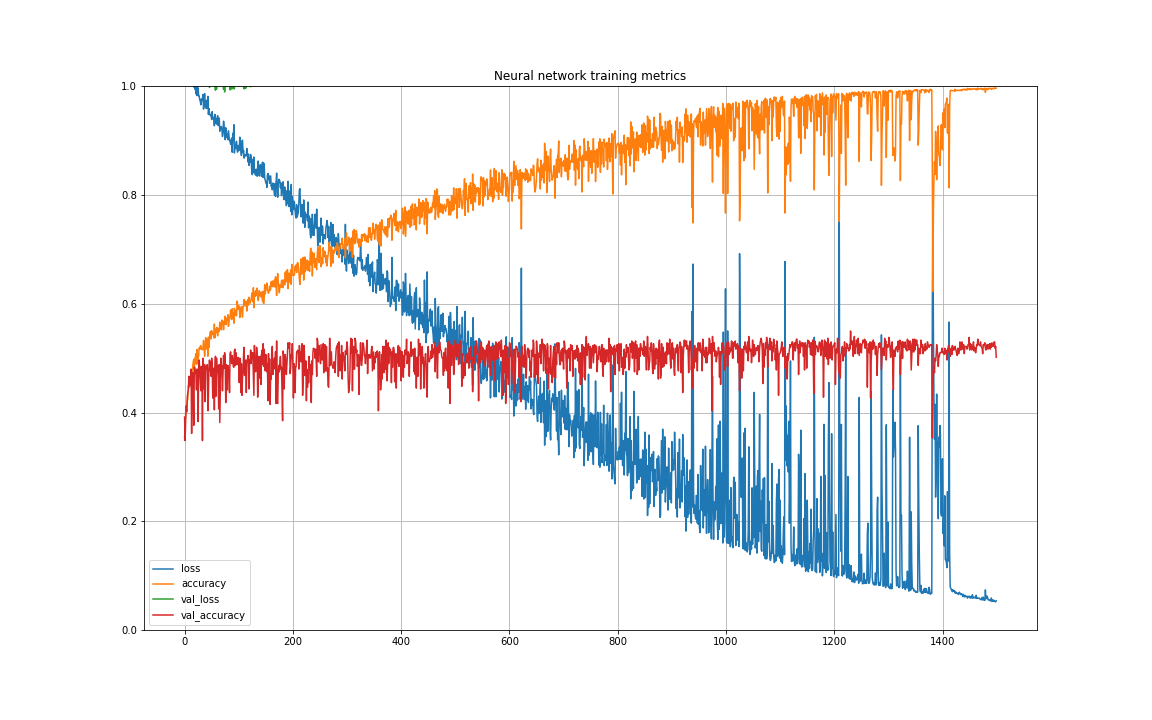 Neural network training metrics
1.0
0.8
0.6
0.4
0.2
0.0
loss
accuracy
val_loss
val_accuracy
0 200 400 600 800 1000 1200 1400